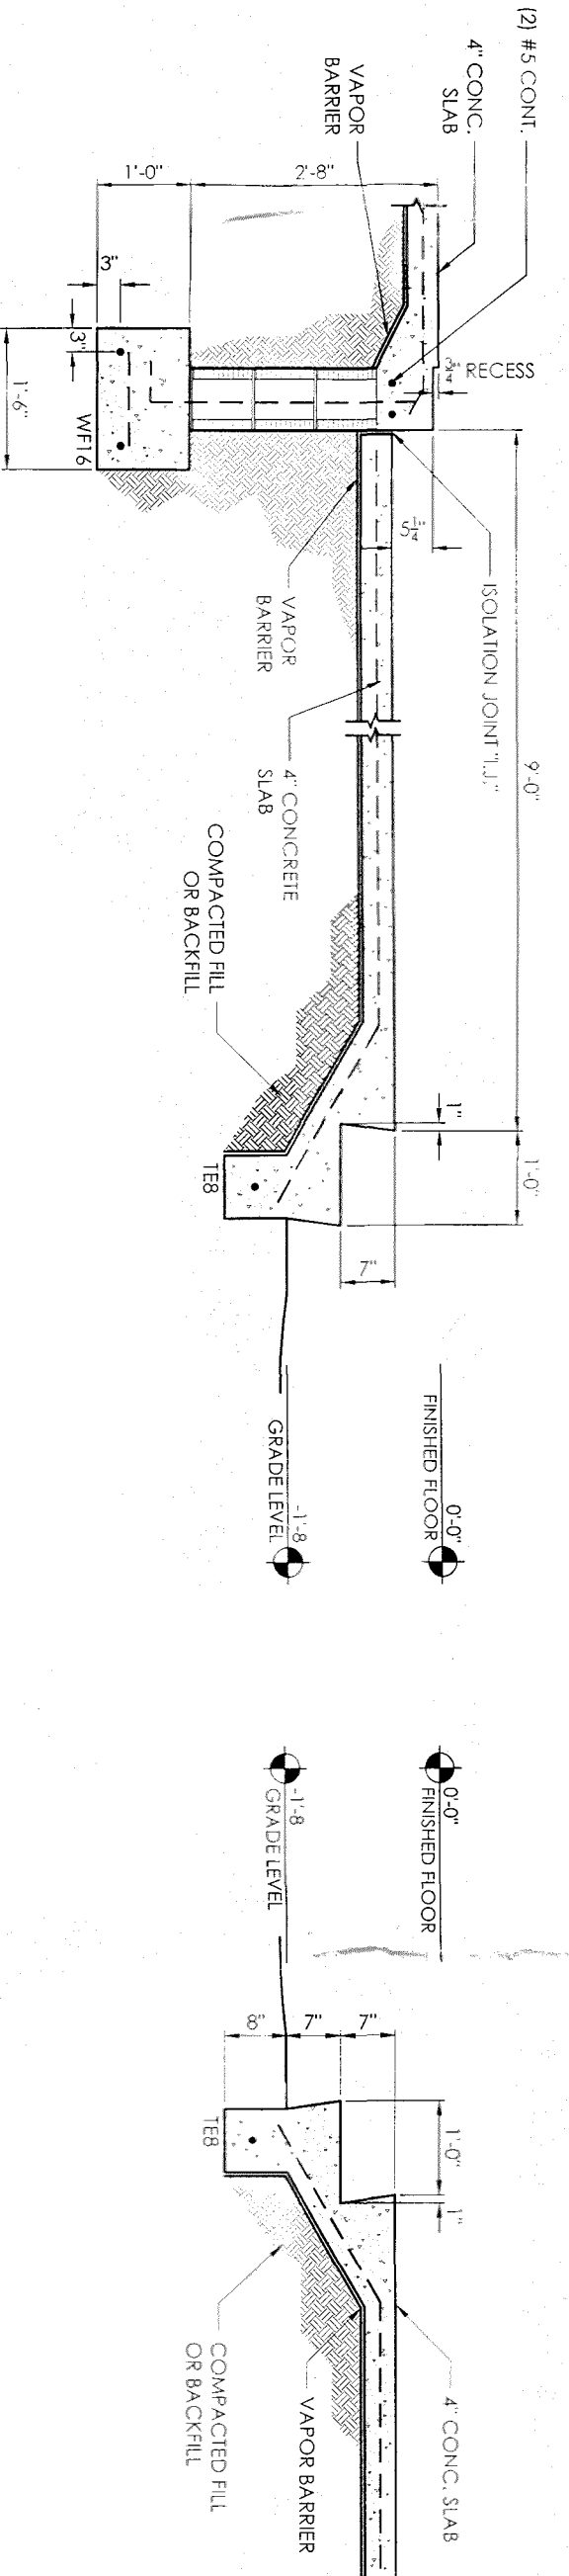 (2) #5 CONT.
4" CONC.
SLAB
VAPOR
BARRIER
1'-0"
2'-8"
3"
3"
1'-6"
WF16
3/4" RECESS
5 1/4"
ISOLATION JOINT "I.J."
9'-0"
VAPOR
BARRIER
4" CONCRETE
SLAB
COMPACTED FILL
OR BACKFILL
1"
1'-0"
7"
TE8
0'-0"
FINISHED FLOOR
-1'-8
GRADE LEVEL
0'-0"
FINISHED FLOOR
-1'-8
GRADE LEVEL
8"
7"
7"
1'-0"
1"
TE8
4" CONC. SLAB
VAPOR BARRIER
COMPACTED FILL
OR BACKFILL